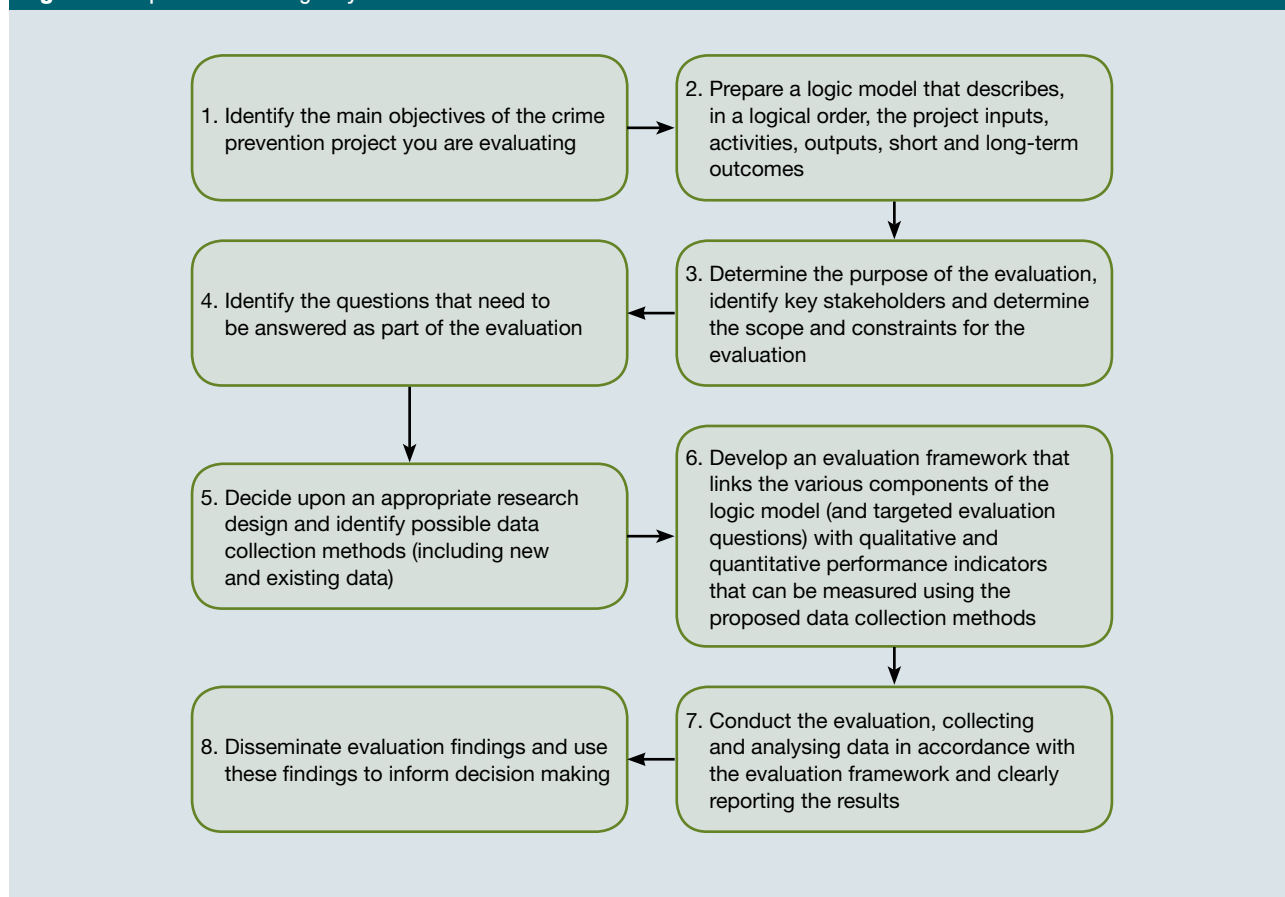 1. Identify the main objectives of the crime
prevention project you are evaluating
2. Prepare a logic model that describes,
in a logical order, the project inputs,
activities, outputs, short and long-term
outcomes
3. Determine the purpose of the evaluation,
identify key stakeholders and determine
the scope and constraints for the
evaluation
4. Identify the questions that need to
be answered as part of the evaluation
5. Decide upon an appropriate research
design and identify possible data
collection methods (including new
and existing data)
6. Develop an evaluation framework that
links the various components of the
logic model (and targeted evaluation
questions) with qualitative and
quantitative performance indicators
that can be measured using the
proposed data collection methods
7. Conduct the evaluation, collecting
and analysing data in accordance with
the evaluation framework and clearly
reporting the results
8. Disseminate evaluation findings and use
these findings to inform decision making